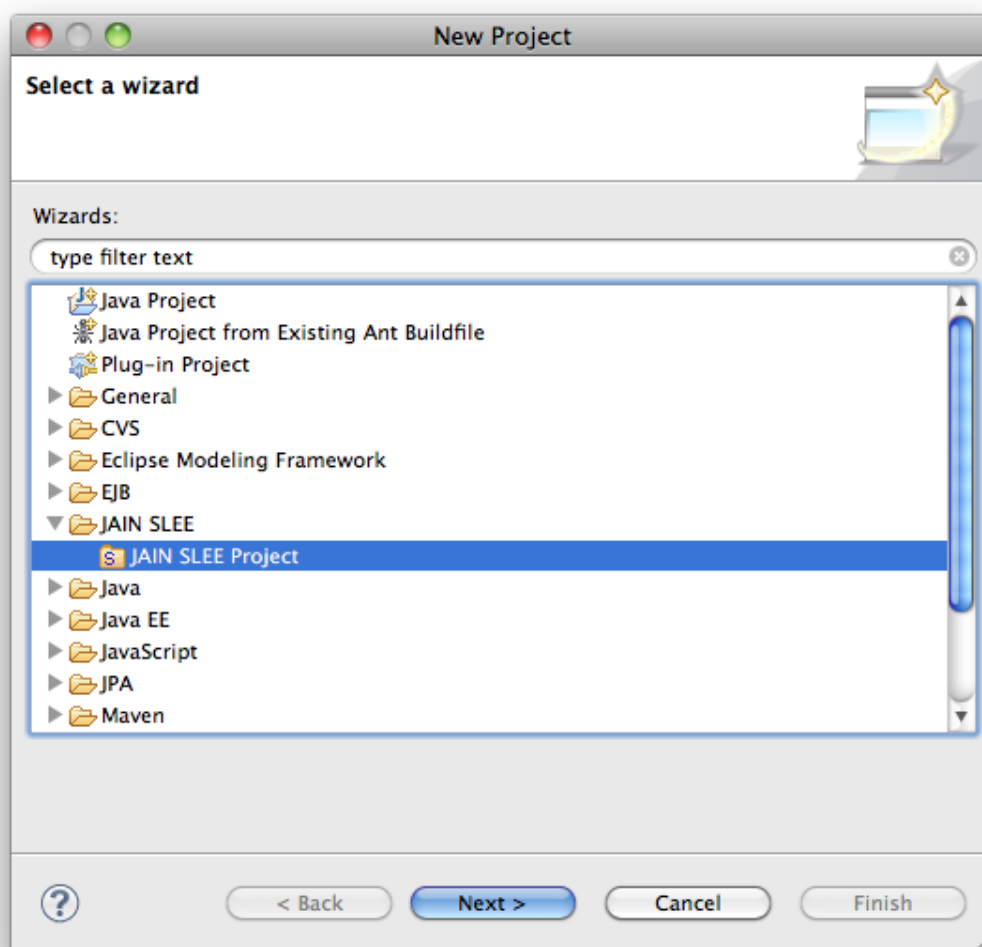 New Project
Select a wizard
Wizards:
type filter text
Java Project
Java Project from Existing Ant Buildfile
Plug-in Project
General
CVS
Eclipse Modeling Framework
EJB
JAIN SLEE
S JAIN SLEE Project
Java
Java EE
JavaScript
JPA
Maven
? < Back Next > Cancel Finish